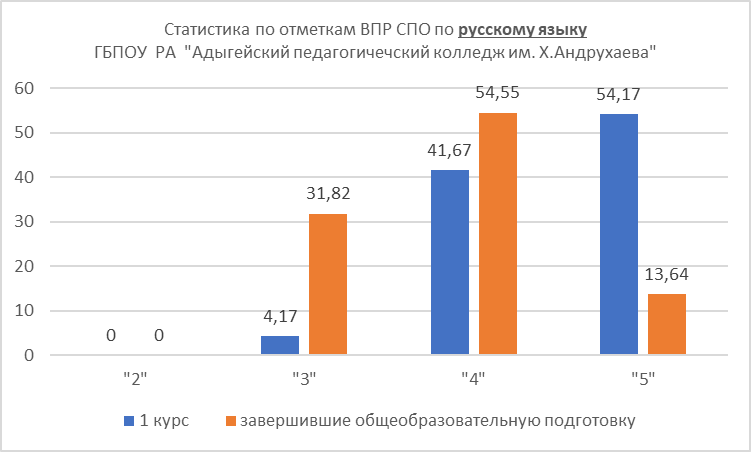 Статистика по отметкам ВПР СПО по русскому языку
ГБПОУ РА "Адыгейский педагогичечский колледж им. Х.Андрухаева"
60
50
40
30
20
10
0
0 0
4,17 31,82
41,67 54,55
54,17 13,64
"2" "3" "4" "5"
1 курс завершившие общеобразовательную подготовку